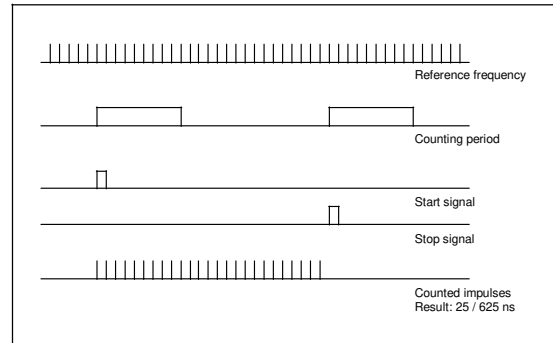 Reference frequency
Counting period
Start signal
Stop signal
Counted impulses
Result: 25 / 625 ns